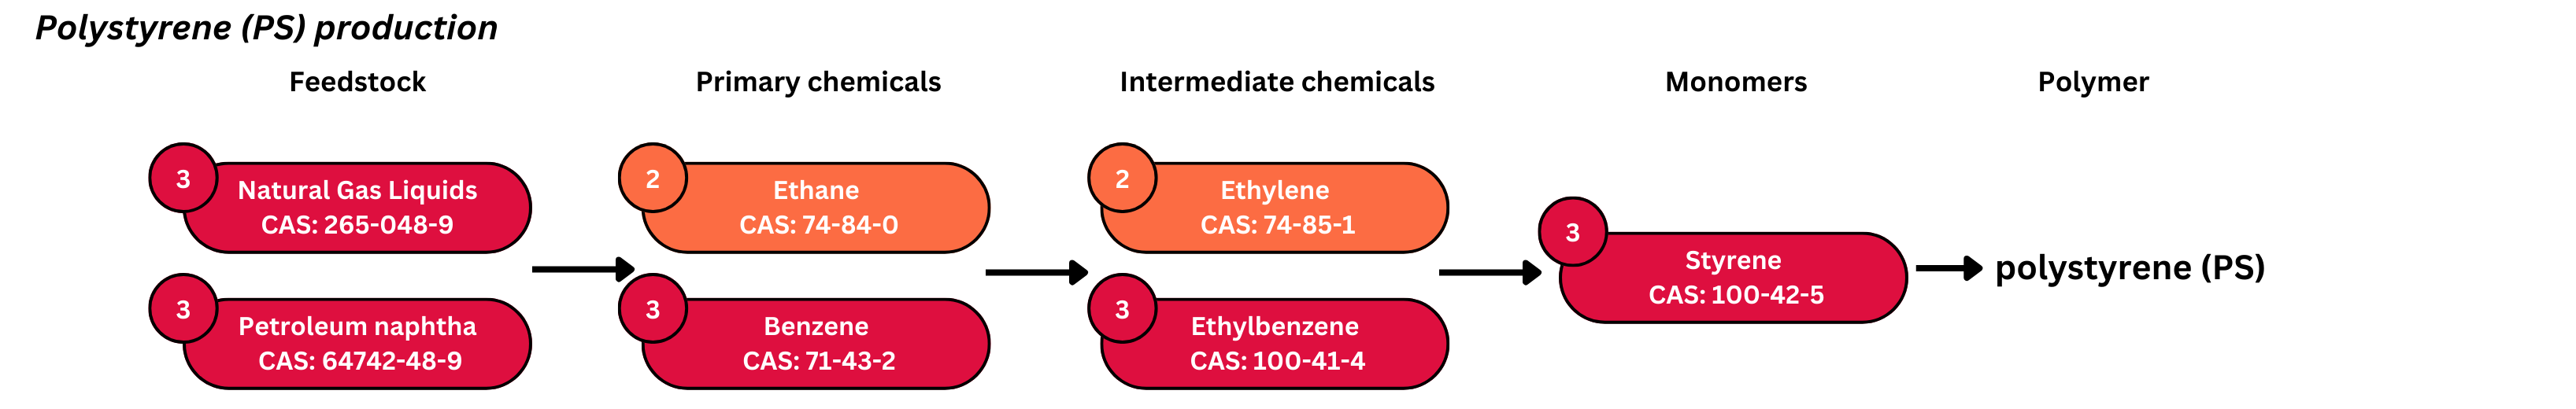 Polystyrene (PS) production
Feedstock
Primary chemicals
Intermediate chemicals
Monomers
Polymer
3
Natural Gas Liquids
CAS: 265-048-9
3
Petroleum naphtha
CAS: 64742-48-9
2
Ethane
CAS: 74-84-0
3
Benzene
CAS: 71-43-2
2
Ethylene
CAS: 74-85-1
3
Ethylbenzene
CAS: 100-41-4
3
Styrene
CAS: 100-42-5
polystyrene (PS)